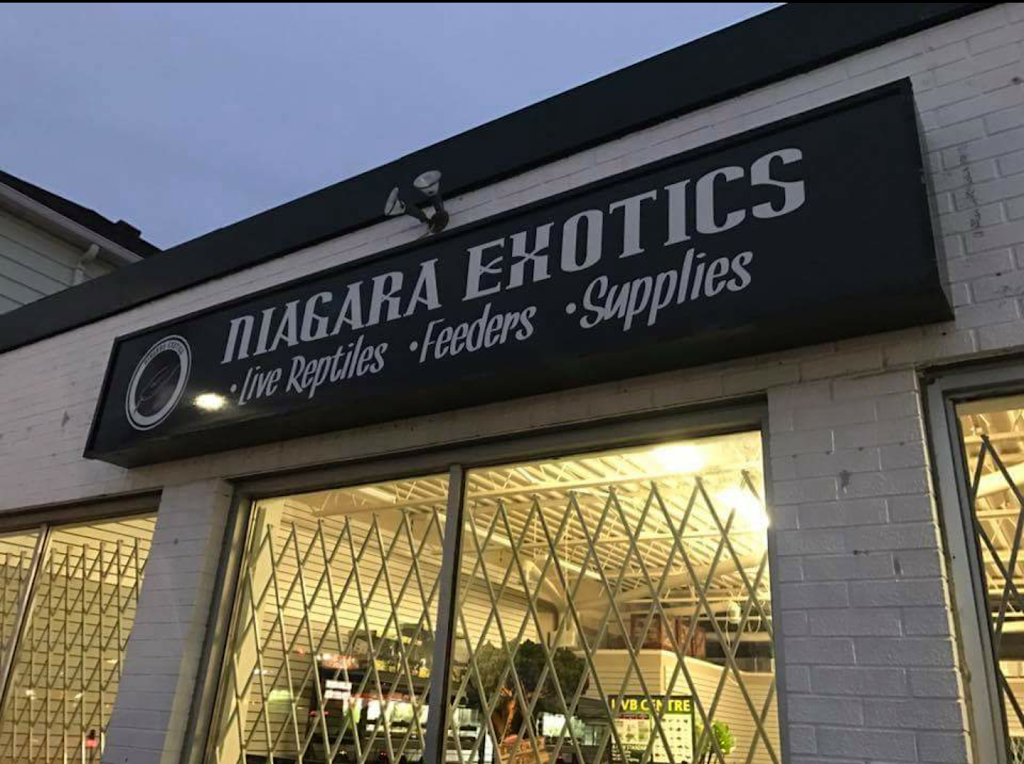 NIAGARA EXOTICS
·Live Reptiles ·Feeders ·Supplies
UVB CENTRE